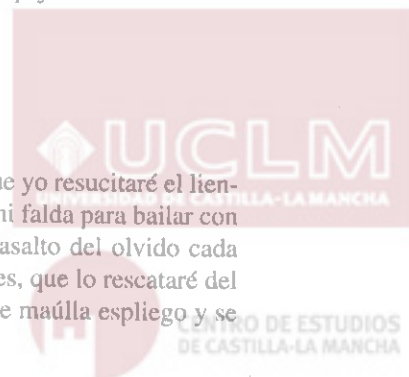 UCLM
UNIVERSIDAD DE CASTILLA-LA MANCHA
ue yo resucitaré el lien-
ni falda para bailar con
asalto del olvido cada
es, que lo rescataré del
e maúlla espliego y se
CENTRO DE ESTUDIOS
DE CASTILLA-LA MANCHA